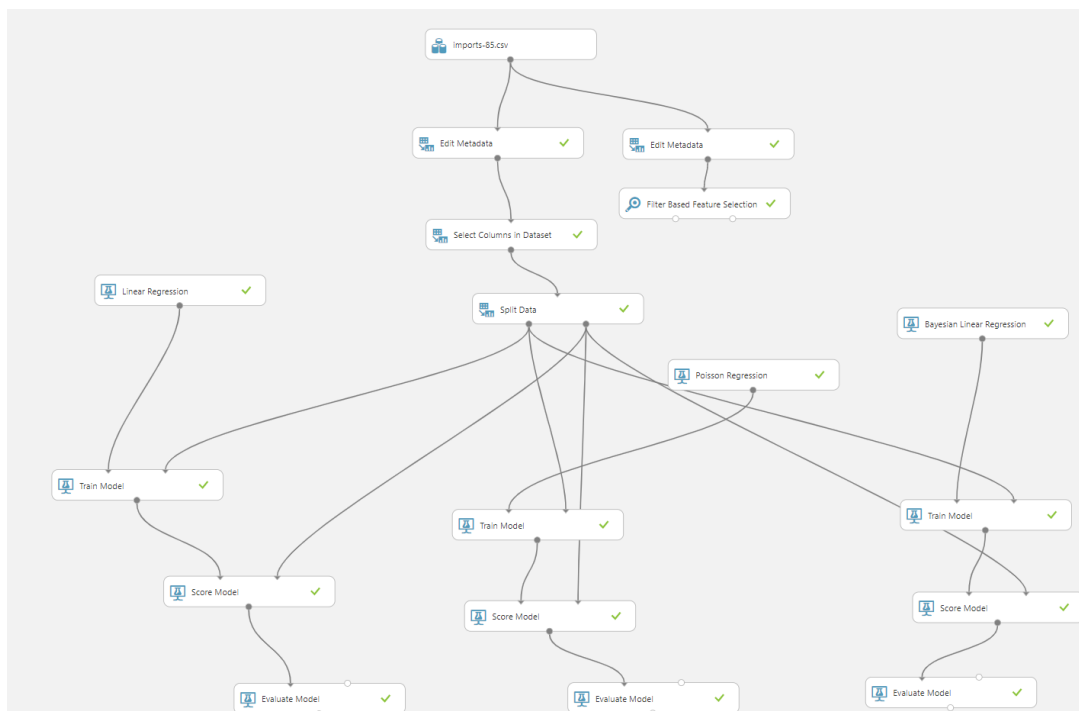 Imports-85.csv
Edit Metadata
Edit Metadata
Filter Based Feature Selection
Select Columns in Dataset
Linear Regression
Split Data
Bayesian Linear Regression
Poisson Regression
Train Model
Train Model
Train Model
Score Model
Score Model
Score Model
Evaluate Model
Evaluate Model
Evaluate Model